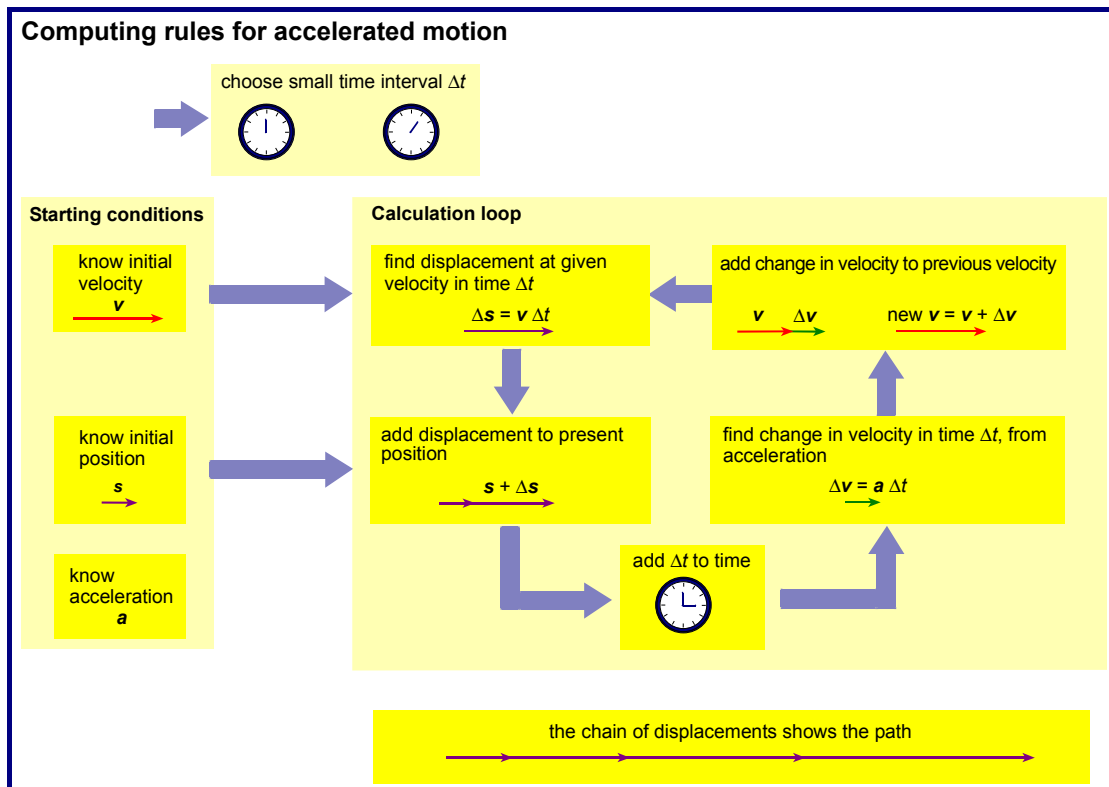 Computing rules for accelerated motion
choose small time interval Δt
Starting conditions
know initial
velocity
v
know initial
position
s
know
acceleration
a
Calculation loop
find displacement at given
velocity in time Δt
Δs = v Δt
add displacement to present
position
s + Δs
add Δt to time
find change in velocity in time Δt, from
acceleration
Δv = a Δt
add change in velocity to previous velocity
v Δv new v = v + Δv
the chain of displacements shows the path